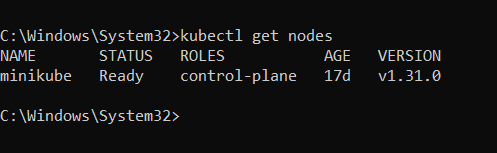 C:\Windows\System32>kubectl get nodes
NAME       STATUS   ROLES           AGE   VERSION
minikube   Ready    control-plane   17d   v1.31.0
C:\Windows\System32>